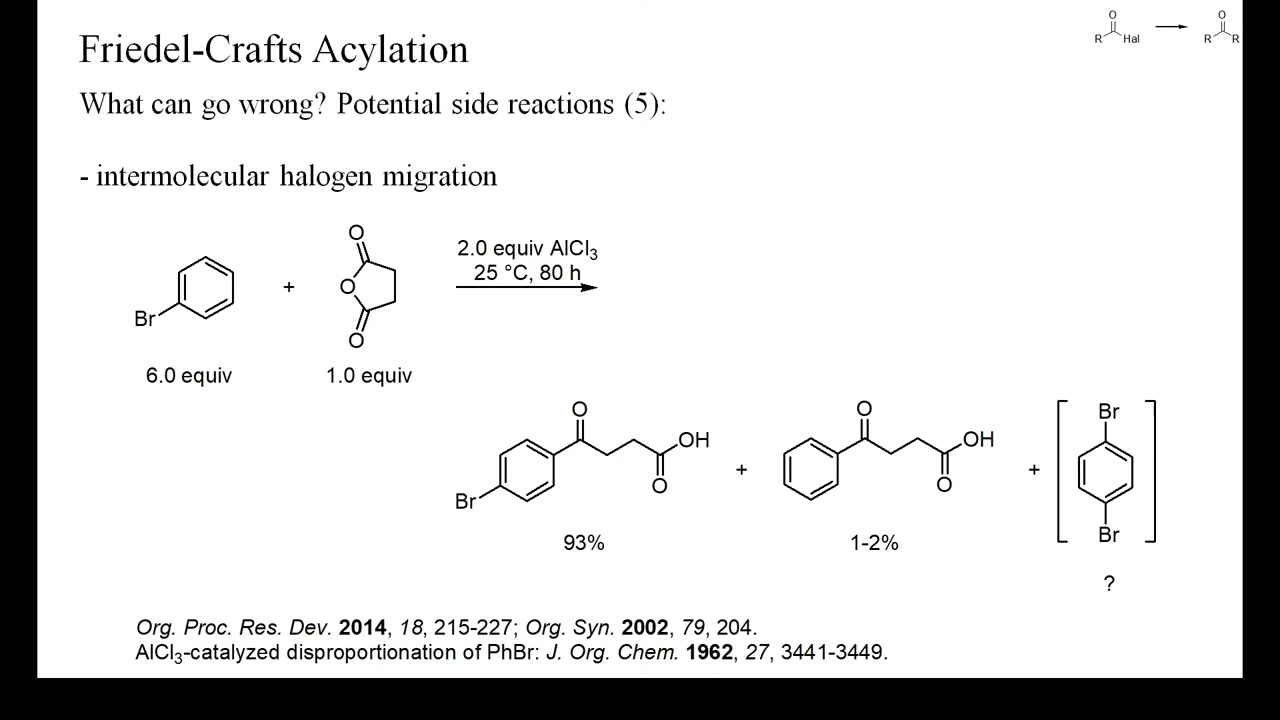 Friedel-Crafts Acylation
O
R
Hal
O
R
R
What can go wrong? Potential side reactions (5):
- intermolecular halogen migration
Br
+
O
O
O
2.0 equiv AlCl3
25 °C, 80 h
6.0 equiv
1.0 equiv
Br
O
OH
O
+
O
OH
O
+
Br
Br
93%
1-2%
?
Org. Proc. Res. Dev. 2014, 18, 215-227; Org. Syn. 2002, 79, 204.
AlCl3-catalyzed disproportionation of PhBr: J. Org. Chem. 1962, 27, 3441-3449.